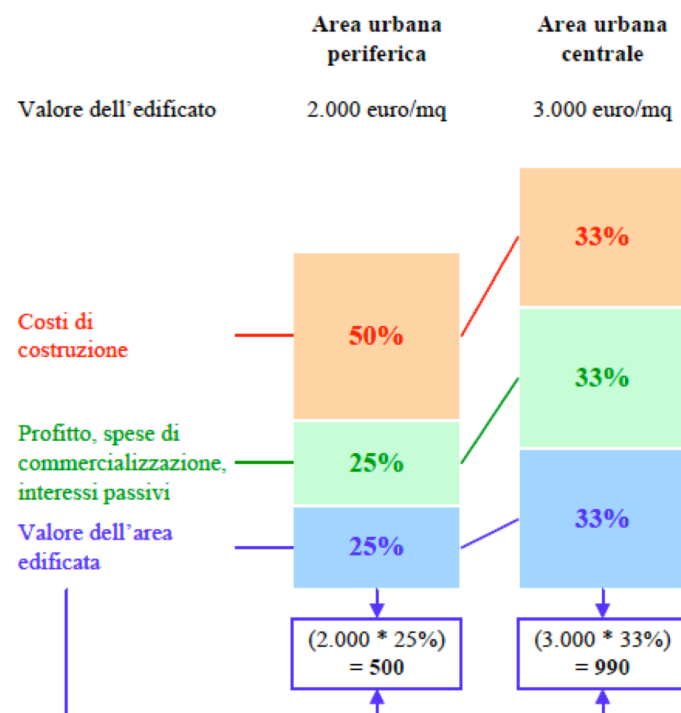 Area urbana
periferica
Area urbana
centrale
Valore dell'edificato
2.000 euro/mq
3.000 euro/mq
33%
Costi di
costruzione
50%
33%
Profitto, spese di
commercializzazione,
interessi passivi
25%
33%
Valore dell'area
edificata
25%
(2.000 * 25%)
= 500
(3.000 * 33%)
= 990